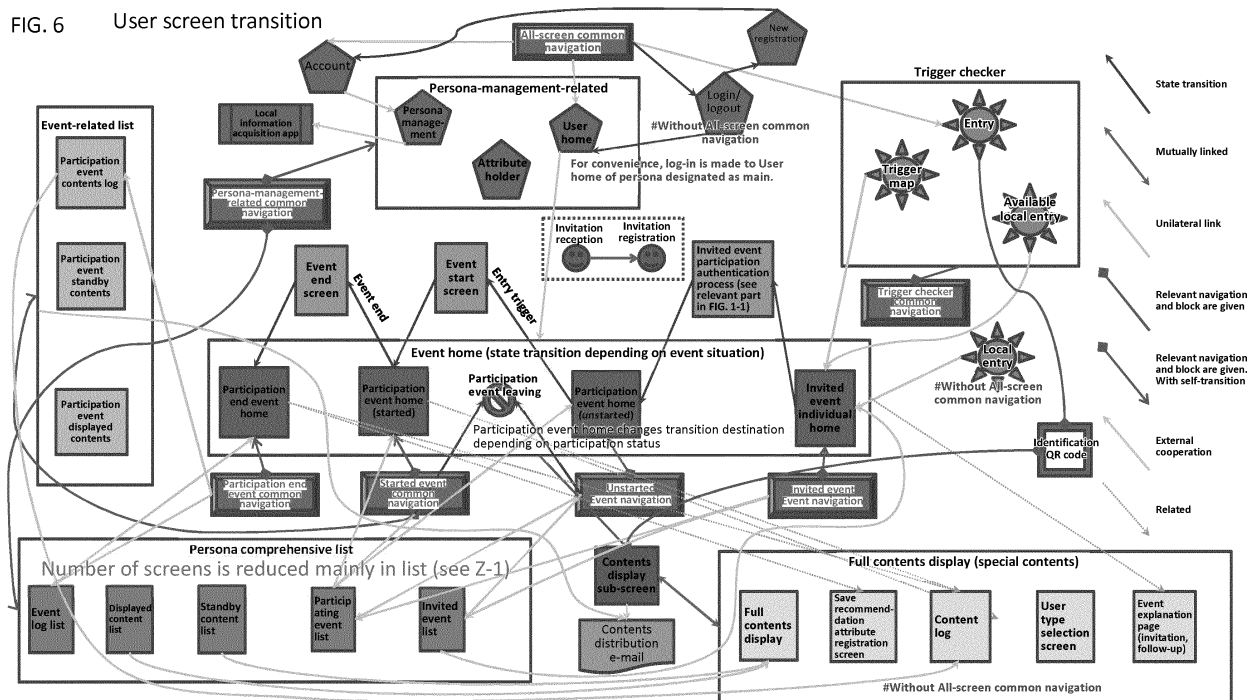 FIG. 6
User screen transition
All-screen common
navigation
New
registration
Account
Login/
logout
#Without All-screen common
navigation
Persona-management-related
Persona
manage-
ment
User
home
Attribute
holder
For convenience, log-in is made to User
home of persona designated as main.
Local
information
acquisition app
Persona-management-
related common
navigation
Trigger checker
Entry
Trigger
map
Available
local entry
Trigger checker
common
navigation
Local
entry
#Without All-screen
common navigation
Identification
QR code
State transition
Mutually linked
Unilateral link
Relevant navigation
and block are given
Relevant navigation
and block are given.
With self-transition
External
cooperation
Related
Event-related list
Participation
event
contents log
Participation
event
standby
contents
Participation
event
displayed
contents
Event
end
screen
Event end
Event
start
screen
Entry trigger
Invitation
reception
Invitation
registration
Invited event
participation
authentication
process (see
relevant part
in FIG. 1-1)
Event home (state transition depending on event situation)
Participation
end event
home
Participation
event home
(started)
Participation
event leaving
Participation
event home
(unstarted)
Invited
event
individual
home
Participation event home changes transition destination
depending on participation status
Participation end
event common
navigation
Started event
common
navigation
Unstarted
Event navigation
Invited event
Event navigation
Persona comprehensive list
Number of screens is reduced mainly in list (see Z-1)
Event
log list
Displayed
content
list
Standby
content
list
Particip
ating
event
list
Invited
event
list
Contents
display
sub-screen
Contents
distribution
e-mail
Full contents display (special contents)
Full
contents
display
Save
recommend-
dation
attribute
registration
screen
Content
log
User
type
selection
screen
Event
explanation
page
(invitation,
follow-up)
#Without All-screen common navigation